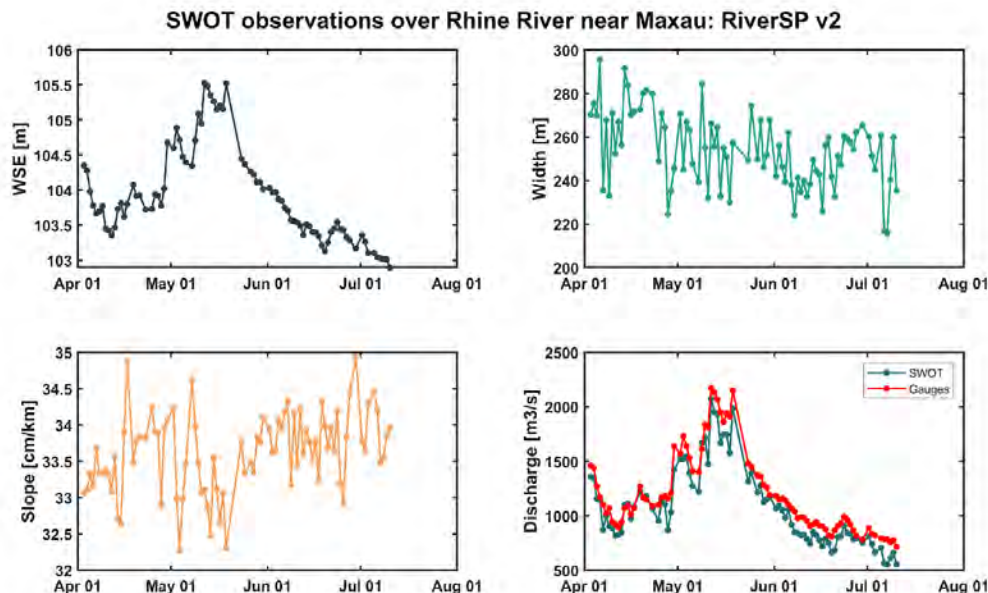 SWOT observations over Rhine River near Maxau: RiverSP v2
WSE [m]
106
105.5
105
104.5
104
103.5
103
Apr 01 May 01 Jun 01 Jul 01 Aug 01
Width [m]
300
280
260
240
220
200
Apr 01 May 01 Jun 01 Jul 01 Aug 01
Slope [cm/km]
35
34.5
34
33.5
33
32.5
32
Apr 01 May 01 Jun 01 Jul 01 Aug 01
Discharge [m3/s]
2500
2000
1500
1000
500
SWOT
Gauges
Apr 01 May 01 Jun 01 Jul 01 Aug 01